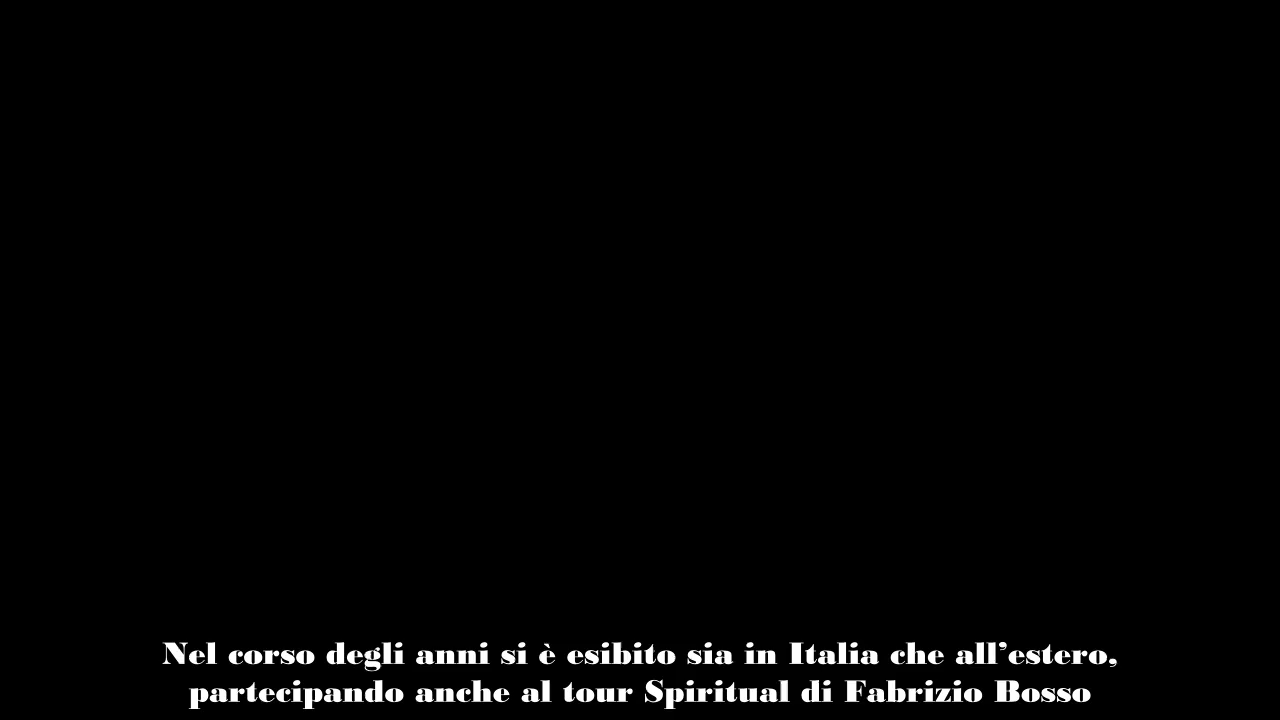 Nel corso degli anni si è esibito sia in Italia che all’estero,
partecipando anche al tour Spiritual di Fabrizio Bosso